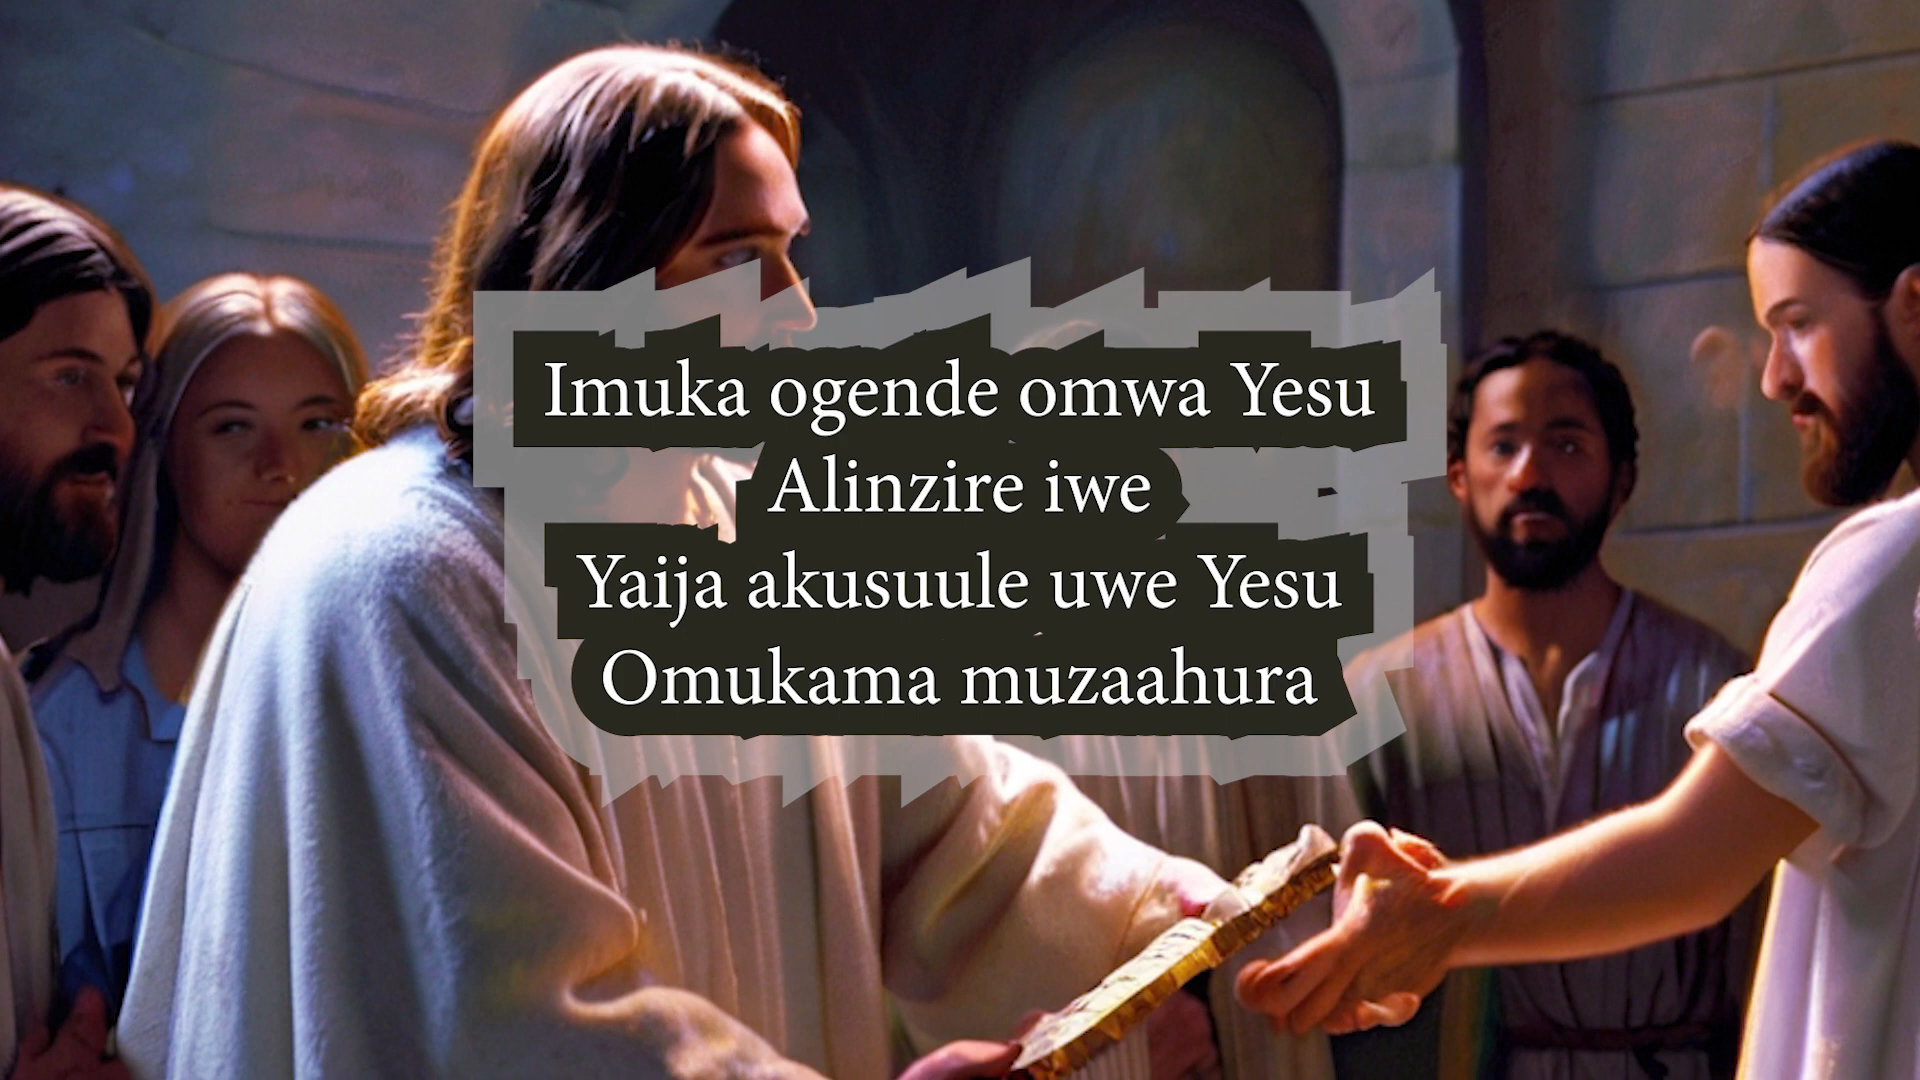 Imuka ogende omwa Yesu
Alinzire iwe
Yaija akusuule uwe Yesu
Omukama muzaahura